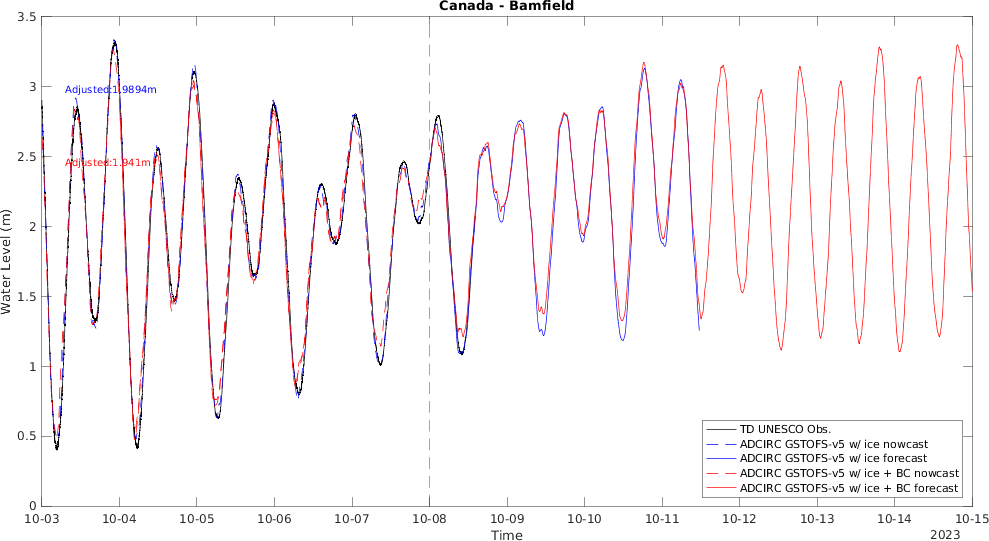 Canada - Bamfield
3.5
3
2.5
2
1.5
1
0.5
0
Water Level (m)
Adjusted:1.9894m
Adjusted:1.941m
TD UNESCO Obs.
ADCIRC GSTOFS-v5 w/ ice nowcast
ADCIRC GSTOFS-v5 w/ ice forecast
ADCIRC GSTOFS-v5 w/ ice + BC nowcast
ADCIRC GSTOFS-v5 w/ ice + BC forecast
10-03 10-04 10-05 10-06 10-07 10-08 10-09 10-10 10-11 10-12 10-13 10-14 10-15
Time
2023